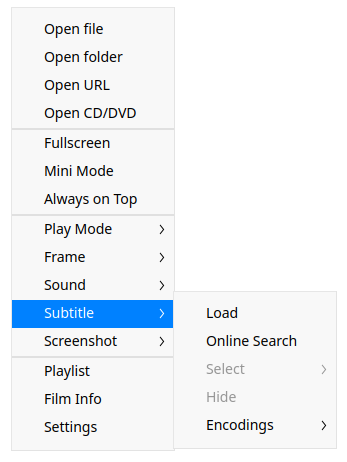 Open file
Open folder
Open URL
Open CD/DVD
Fullscreen
Mini Mode
Always on Top
Play Mode
Frame
Sound
Subtitle
Screenshot
Playlist
Film Info
Settings
Load
Online Search
Select
Hide
Encodings